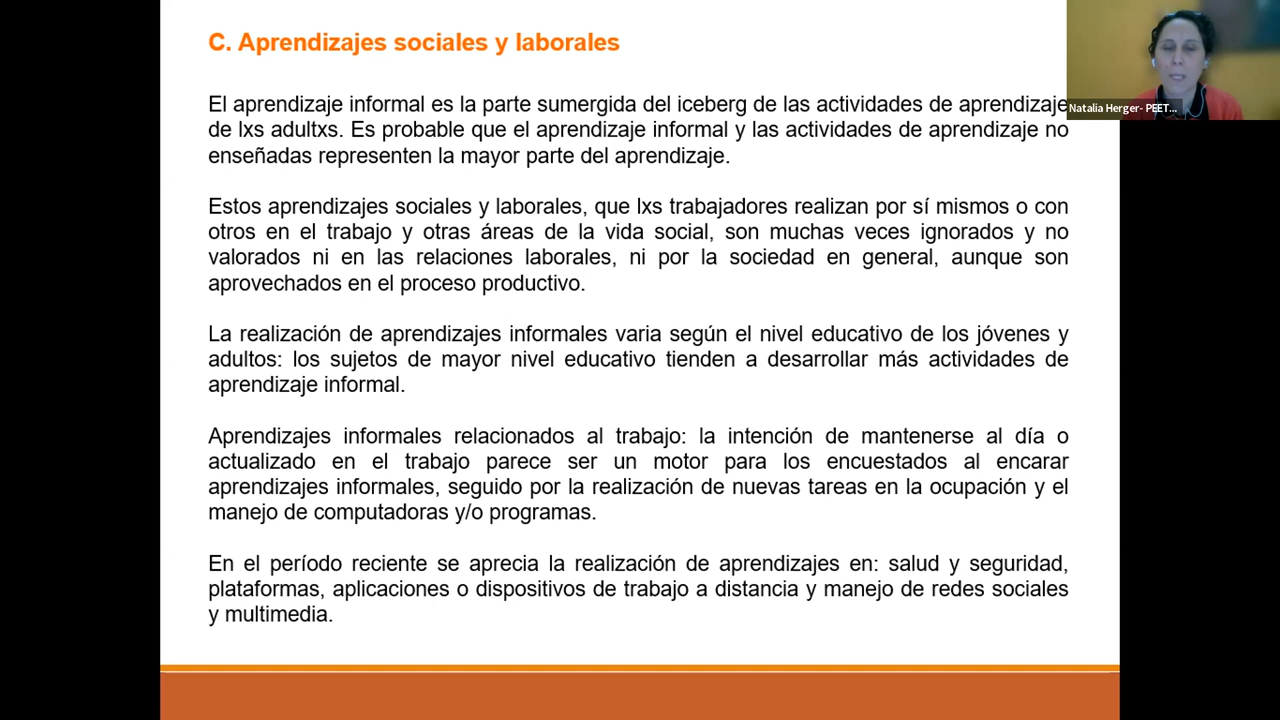 C. Aprendizajes sociales y laborales
El aprendizaje informal es la parte sumergida del iceberg de las actividades de aprendizaje
de lxs adultxs. Es probable que el aprendizaje informal y las actividades de aprendizaje no
enseñadas representen la mayor parte del aprendizaje.
Estos aprendizajes sociales y laborales, que lxs trabajadores realizan por sí mismos o con
otros en el trabajo y otras áreas de la vida social, son muchas veces ignorados y no
valorados ni en las relaciones laborales, ni por la sociedad en general, aunque son
aprovechados en el proceso productivo.
La realización de aprendizajes informales varia según el nivel educativo de los jóvenes y
adultos: los sujetos de mayor nivel educativo tienden a desarrollar más actividades de
aprendizaje informal.
Aprendizajes informales relacionados al trabajo: la intención de mantenerse al día o
actualizado en el trabajo parece ser un motor para los encuestados al encarar
aprendizajes informales, seguido por la realización de nuevas tareas en la ocupación y el
manejo de computadoras y/o programas.
En el período reciente se aprecia la realización de aprendizajes en: salud y seguridad,
plataformas, aplicaciones o dispositivos de trabajo a distancia y manejo de redes sociales
y multimedia.
Natalia Herger- PEET...